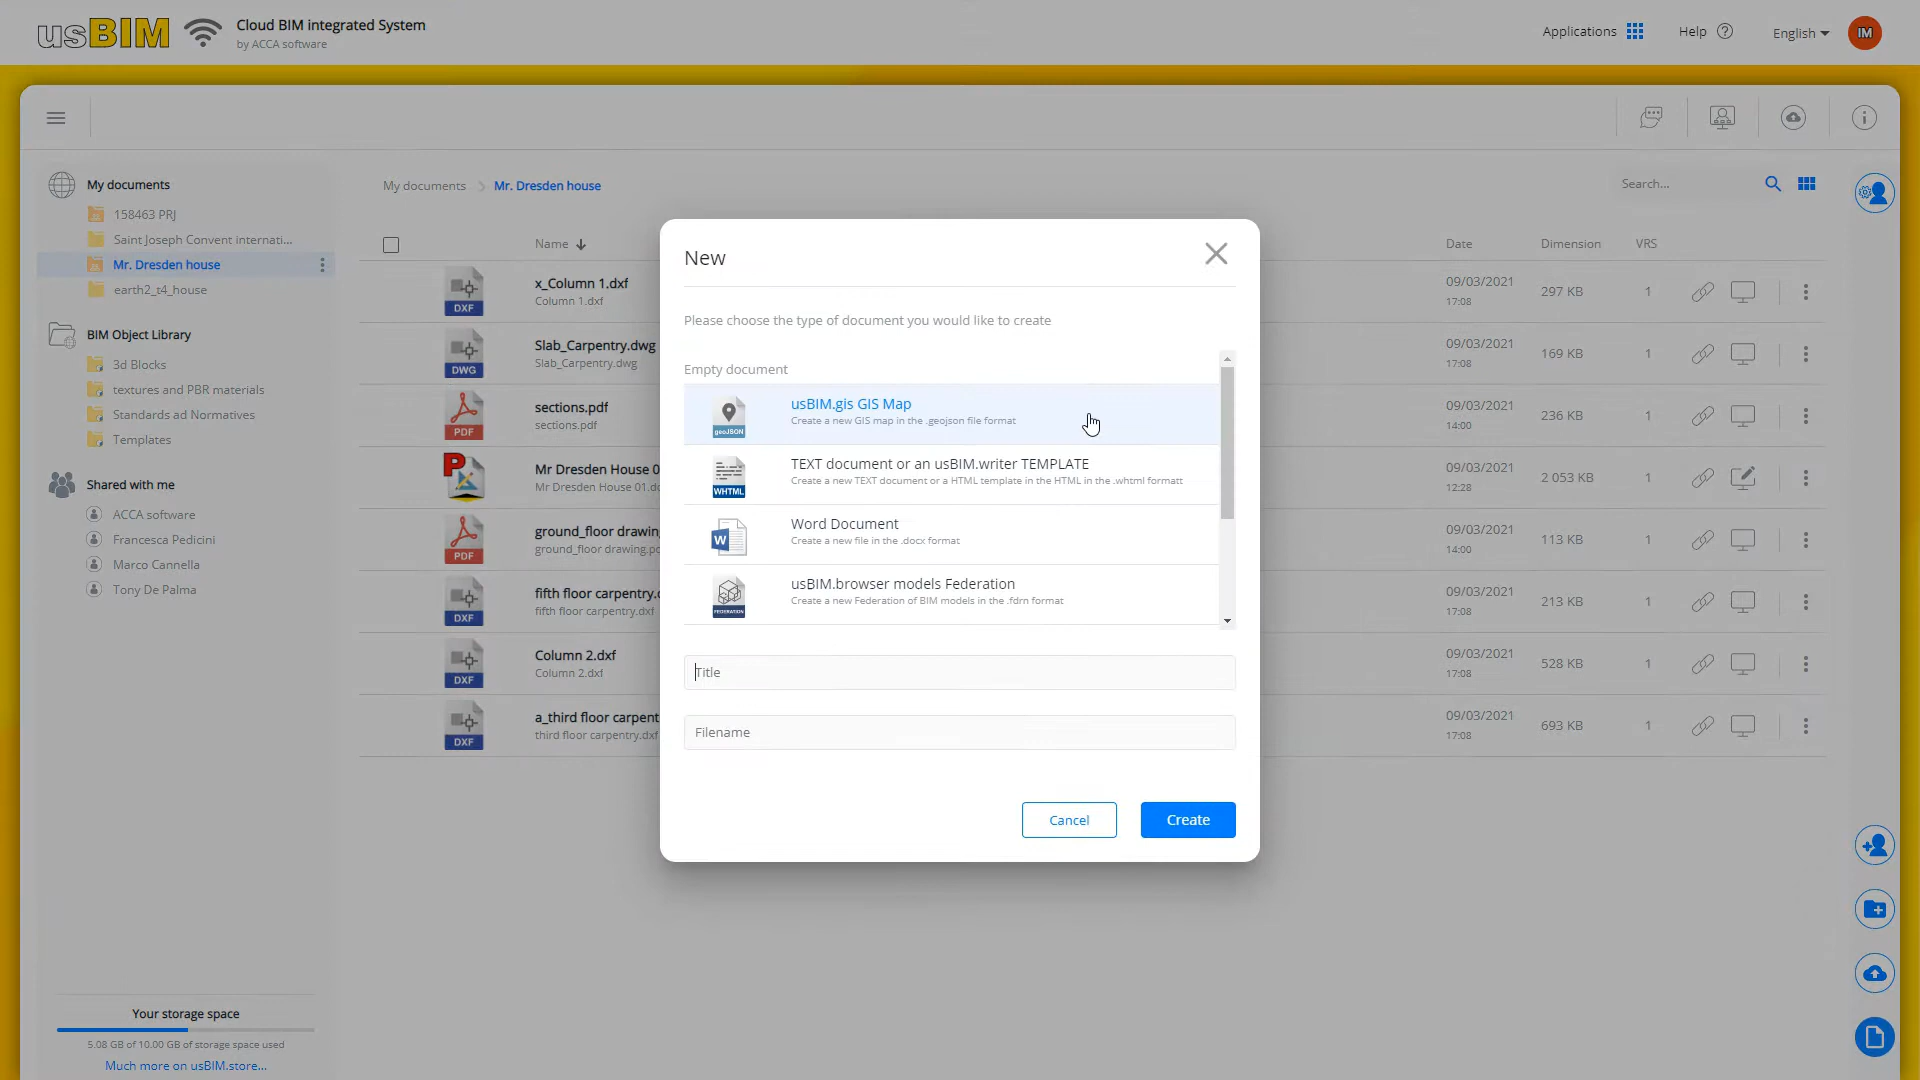 usBIM
Cloud BIM integrated System
by ACCA software
Applications
Help ?
English
IM
My documents
158463 PRJ
Saint Joseph Convent internati...
Mr. Dresden house
earth2_t4_house
BIM Object Library
3d Blocks
textures and PBR materials
Standards ad Normatives
Templates
Shared with me
ACCA software
Francesca Pedicini
Marco Cannella
Tony De Palma
Your storage space
5.08 GB of 10.00 GB of storage space used
Much more on usBIM.store...
My documents > Mr. Dresden house
Search...
Name
Date
Dimension
VRS
DXF
x_Column 1.dxf
Column 1.dxf
09/03/2021
17:08
297 KB
1
DWG
Slab_Carpentry.dwg
Slab_Carpentry.dwg
09/03/2021
17:08
169 KB
1
PDF
sections.pdf
sections.pdf
09/03/2021
14:00
236 KB
1
P
Mr Dresden House 0
Mr Dresden House 01.
09/03/2021
12:28
2 053 KB
1
PDF
ground_floor drawing
ground_floor drawing.
09/03/2021
14:00
113 KB
1
DXF
fifth floor carpentry.
fifth floor carpentry.dxf
09/03/2021
17:08
213 KB
1
DXF
Column 2.dxf
Column 2.dxf
09/03/2021
17:08
528 KB
1
DXF
a_third floor carpent
third floor carpentry.dxf
09/03/2021
17:08
693 KB
1
New
Please choose the type of document you would like to create
Empty document
geoJSON
usBIM.gis GIS Map
Create a new GIS map in the .geojson file format
WHTML
TEXT document or an usBIM.writer TEMPLATE
Create a new TEXT document or a HTML template in the HTML in the .whtml formatt
W
Word Document
Create a new file in the .docx format
FEDERATION
usBIM.browser models Federation
Create a new Federation of BIM models in the .fdrn format
Title
Filename
Cancel
Create